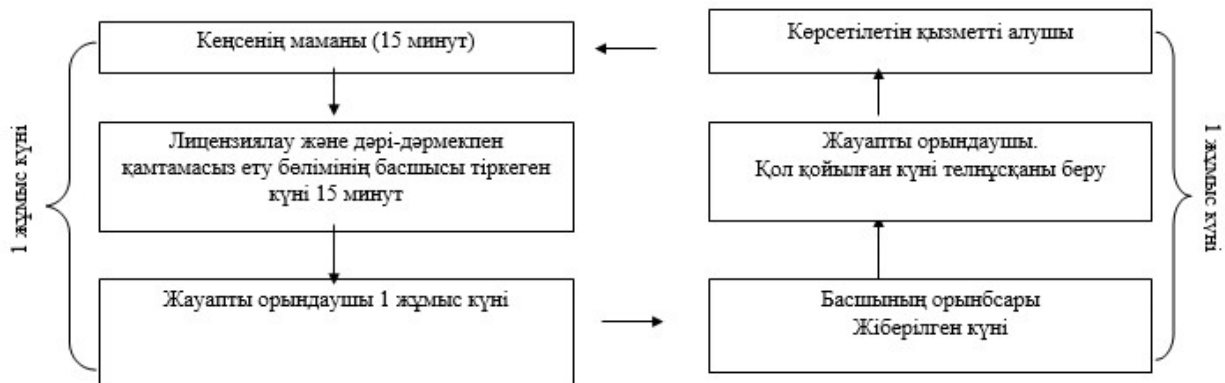 1 жұмыс күні
Кеңсенің маманы (15 минут)
Лицензиялау және дәрі-дәрмекпен
қамтамасыз ету бөлімінің басшысы тіркеген
күні 15 минут
Жауапты орындаушы 1 жұмыс күні
Көрсетілетін қызметті алушы
Жауапты орындаушы.
Қол қойылған күні телнұсқаны беру
Басшының орынбсары
Жіберілген күні
1 жұмыс күні